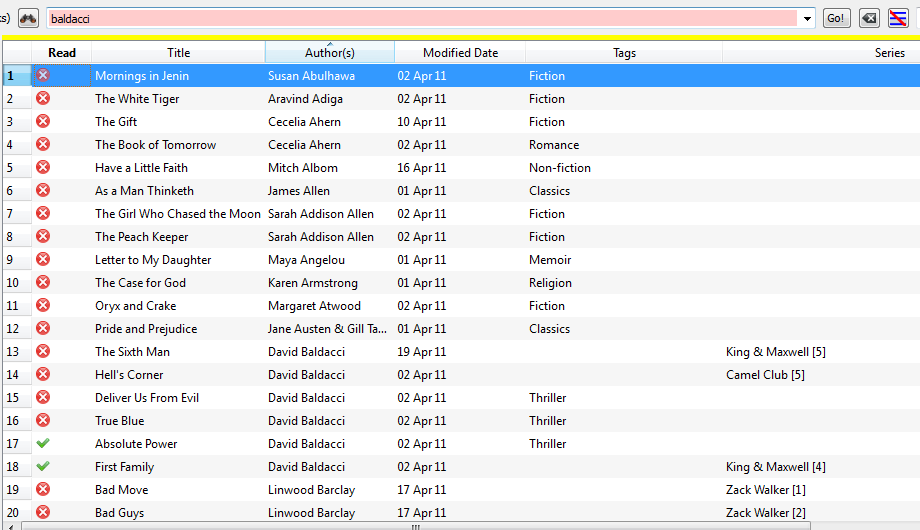 ks) baldacci Go!
Read Title Author(s) Modified Date Tags Series
1 Mornings in Jenin Susan Abulhawa 02 Apr 11 Fiction
2 The White Tiger Aravind Adiga 02 Apr 11 Fiction
3 The Gift Cecelia Ahern 10 Apr 11 Fiction
4 The Book of Tomorrow Cecelia Ahern 02 Apr 11 Romance
5 Have a Little Faith Mitch Albom 16 Apr 11 Non-fiction
6 As a Man Thinketh James Allen 01 Apr 11 Classics
7 The Girl Who Chased the Moon Sarah Addison Allen 02 Apr 11 Fiction
8 The Peach Keeper Sarah Addison Allen 02 Apr 11 Fiction
9 Letter to My Daughter Maya Angelou 01 Apr 11 Memoir
10 The Case for God Karen Armstrong 01 Apr 11 Religion
11 Oryx and Crake Margaret Atwood 02 Apr 11 Fiction
12 Pride and Prejudice Jane Austen & Gill Ta... 01 Apr 11 Classics
13 The Sixth Man David Baldacci 19 Apr 11 King & Maxwell [5]
14 Hell's Corner David Baldacci 02 Apr 11 Camel Club [5]
15 Deliver Us From Evil David Baldacci 02 Apr 11 Thriller
16 True Blue David Baldacci 02 Apr 11 Thriller
17 Absolute Power David Baldacci 02 Apr 11 Thriller
18 First Family David Baldacci 02 Apr 11 King & Maxwell [4]
19 Bad Move Linwood Barclay 17 Apr 11 Zack Walker [1]
20 Bad Guys Linwood Barclay 17 Apr 11 Zack Walker [2]